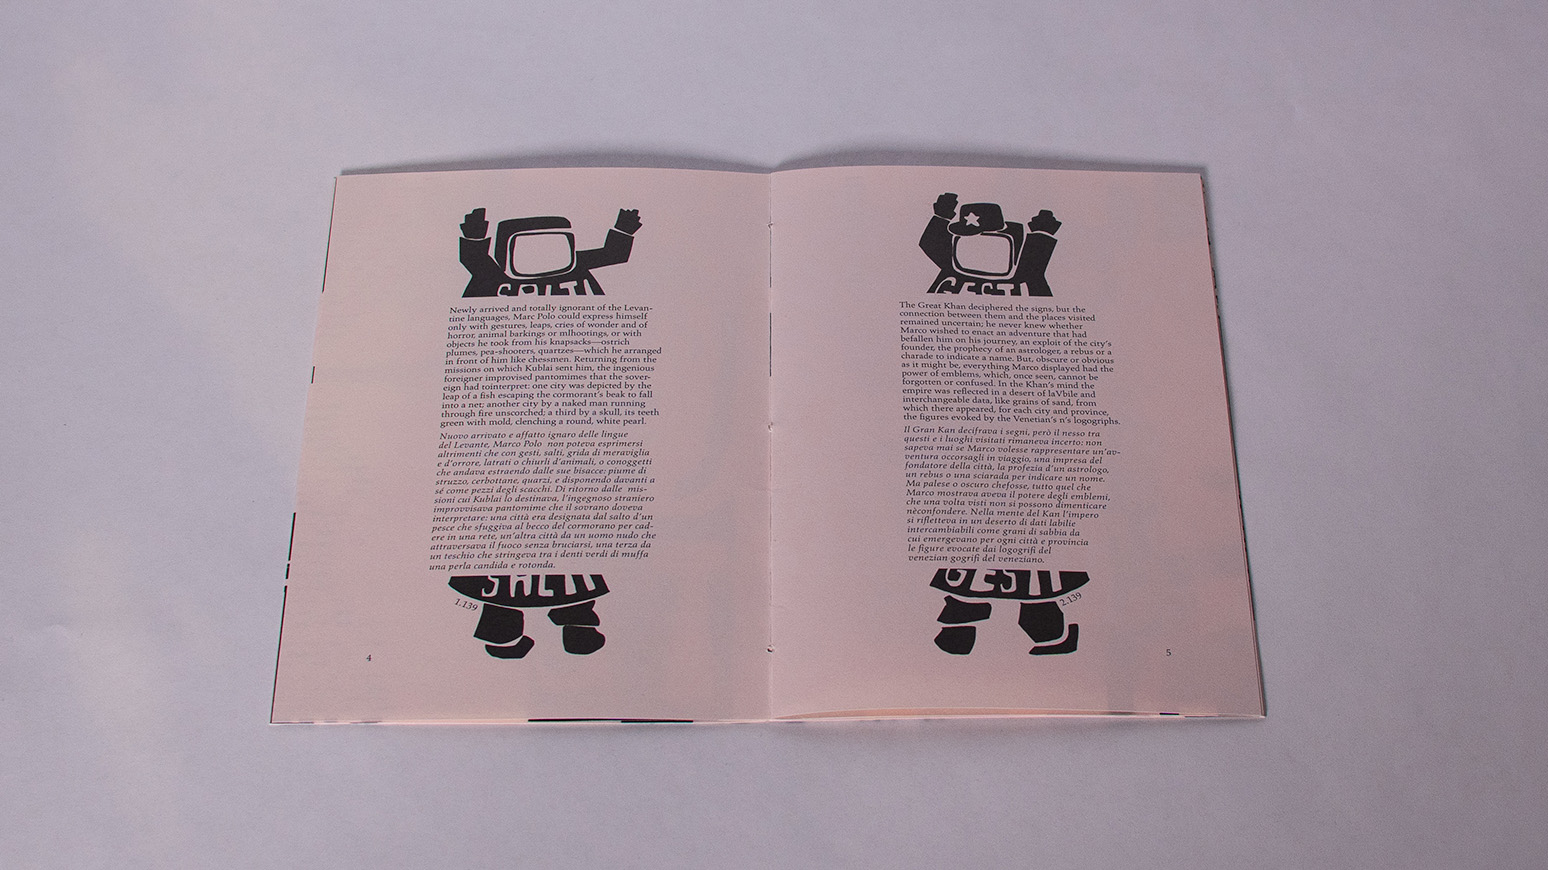 SALTI
Newly arrived and totally ignorant of the Levan-
tine languages, Marc Polo could express himself
only with gestures, leaps, cries of wonder and of
horror, animal barkings or mlhootings, or with
objects he took from his knapsacks—ostrich
plumes, pea-shooters, quartzes—which he arranged
in front of him like chessmen. Returning from the
missions on which Kublai sent him, the ingenious
foreigner improvised pantomimes that the sover-
eign had tointerpret: one city was depicted by the
leap of a fish escaping the cormorant's beak to fall
into a net; another city by a naked man running
through fire unscorched; a third by a skull, its teeth
green with mold, clenching a round, white pearl.
Nuovo arrivato e affatto ignaro delle lingue
del Levante, Marco Polo non poteva esprimersi
altrimenti che con gesti, salti, grida di meraviglia
e d'orrore, latrati o chiurli d'animali, o conoggetti
che andava estraendo dalle sue bisacce: piume di
struzzo, cerbottane, quarzi, e disponendo davanti a
sé come pezzi degli scacchi. Di ritorno dalle mis-
sioni cui Kublai lo destinava, l'ingegnoso straniero
improvvisava pantomime che il sovrano doveva
interpretare: una città era designata dal salto d'un
pesce che sfuggiva al becco del cormorano per cad-
ere in una rete, un'altra città da un uomo nudo che
attraversava il fuoco senza bruciarsi, una terza da
un teschio che stringeva tra i denti verdi di muffa
una perla candida e rotonda.
SALTI
1.139
4
GESTI
The Great Khan deciphered the signs, but the
connection between them and the places visited
remained uncertain; he never knew whether
Marco wished to enact an adventure that had
befallen him on his journey, an exploit of the city's
founder, the prophecy of an astrologer, a rebus or a
charade to indicate a name. But, obscure or obvious
as it might be, everything Marco displayed had the
power of emblems, which, once seen, cannot be
forgotten or confused. In the Khan's mind the
empire was reflected in a desert of laVbile and
interchangeable data, like grains of sand, from
which there appeared, for each city and province,
the figures evoked by the Venetian's n's logogriphs.
Il Gran Kan decifrava i segni, però il nesso tra
questi e i luoghi visitati rimaneva incerto: non
sapeva mai se Marco volesse rappresentare un'av-
ventura occorsagli in viaggio, una impresa del
fondatore della città, la profezia d'un astrologo,
un rebus o una sciarada per indicare un nome.
Ma palese o oscuro chefosse, tutto quel che
Marco mostrava aveva il potere degli emblemi,
che una volta visti non si possono dimenticare
nèconfondere. Nella mente del Kan l'impero
si rifletteva in un deserto di dati labilie
intercambiabili come grani di sabbia da
cui emergevano per ogni città e provincia
le figure evocate dai logogrifi del
venezian gogrifi del veneziano.
GESTI
2.139
5